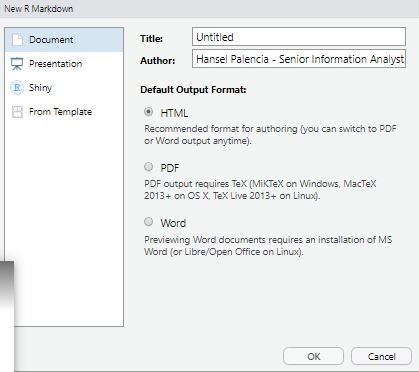 New R Markdown
Document
Presentation
R Shiny
From Template
Title: Untitled
Author: Hansel Palencia - Senior Information Analyst
Default Output Format:
HTML
Recommended format for authoring (you can switch to PDF
or Word output anytime).
PDF
PDF output requires TeX (MiKTeX on Windows, MacTeX
2013+ on OS X, TeX Live 2013+ on Linux).
Word
Previewing Word documents requires an installation of MS
Word (or Libre/Open Office on Linux).
OK Cancel